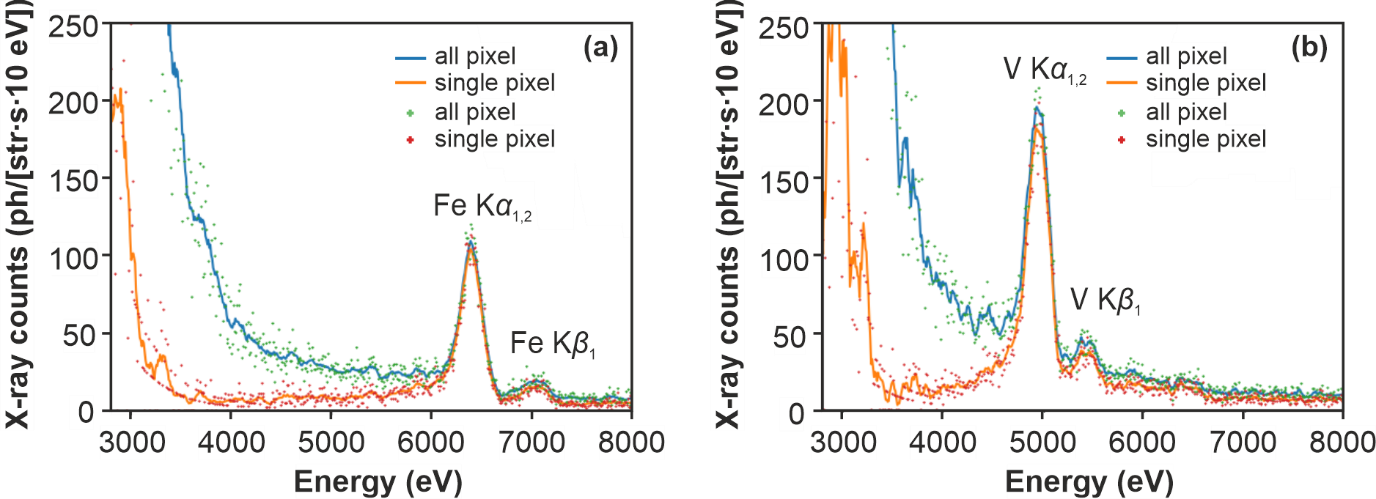 X-ray counts (ph/[str·s·10 eV])
250
200
150
100
50
0
(a)
all pixel
single pixel
all pixel
single pixel
Fe Kα1,2
Fe Kβ1
3000 4000 5000 6000 7000 8000
Energy (eV)
X-ray counts (ph/[str·s·10 eV])
250
200
150
100
50
0
(b)
all pixel
single pixel
all pixel
single pixel
V Kα1,2
V Kβ1
3000 4000 5000 6000 7000 8000
Energy (eV)